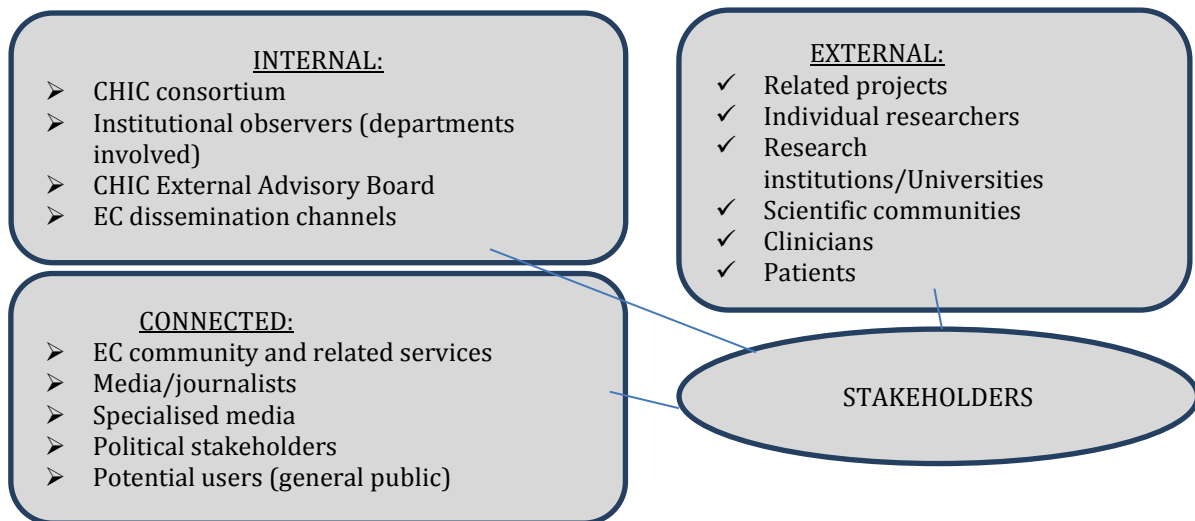 INTERNAL:
➢ CHIC consortium
➢ Institutional observers (departments
involved)
➢ CHIC External Advisory Board
➢ EC dissemination channels
EXTERNAL:
✓ Related projects
✓ Individual researchers
✓ Research
institutions/Universities
✓ Scientific communities
✓ Clinicians
✓ Patients
CONNECTED:
➢ EC community and related services
➢ Media/journalists
➢ Specialised media
➢ Political stakeholders
➢ Potential users (general public)
STAKEHOLDERS